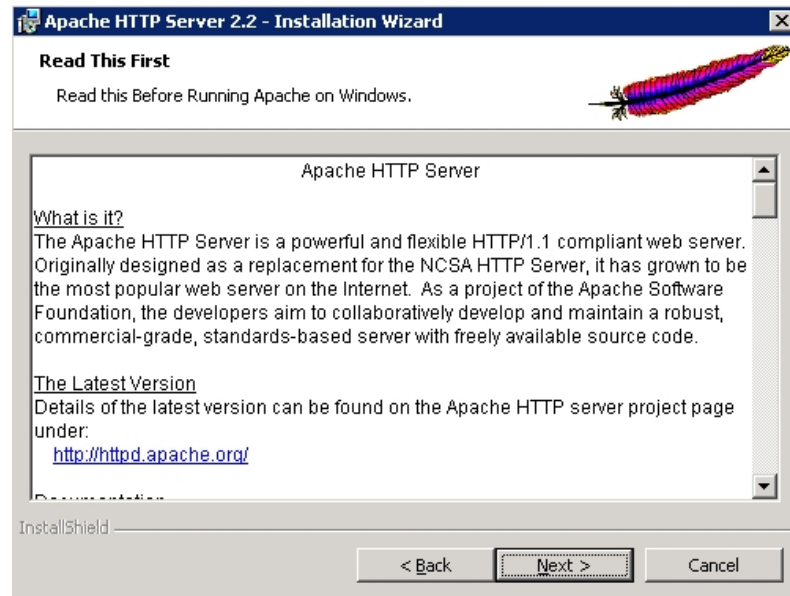 Apache HTTP Server 2.2 - Installation Wizard
Read This First
Read this Before Running Apache on Windows.
Apache HTTP Server
What is it?
The Apache HTTP Server is a powerful and flexible HTTP/1.1 compliant web server.
Originally designed as a replacement for the NCSA HTTP Server, it has grown to be
the most popular web server on the Internet.  As a project of the Apache Software
Foundation, the developers aim to collaboratively develop and maintain a robust,
commercial-grade, standards-based server with freely available source code.
The Latest Version
Details of the latest version can be found on the Apache HTTP server project page
under:
http://httpd.apache.org/
InstallShield
< Back
Next >
Cancel